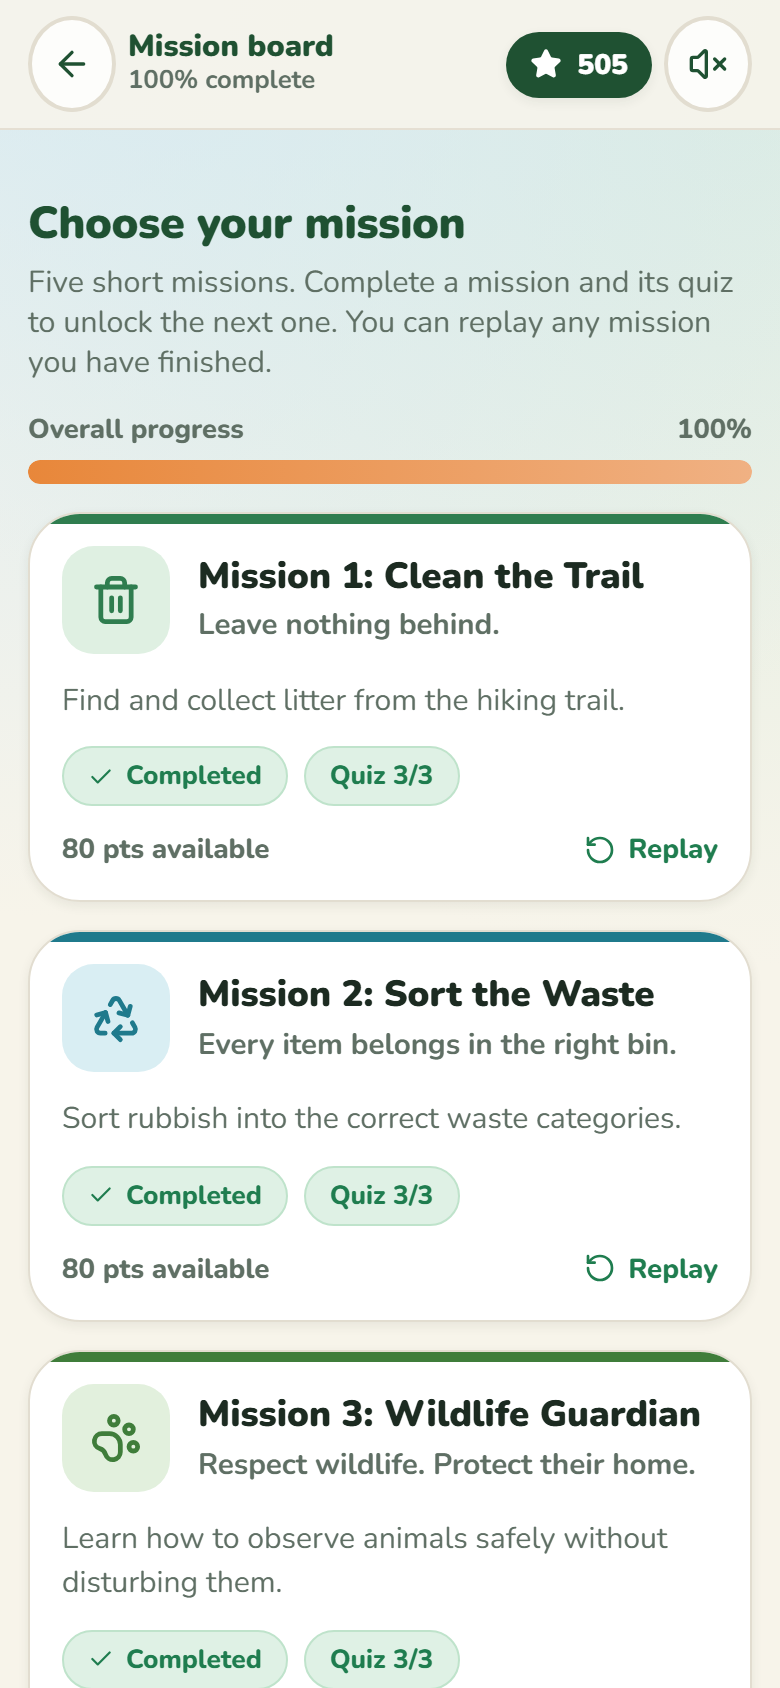 Mission board
100% complete
505
Choose your mission
Five short missions. Complete a mission and its quiz
to unlock the next one. You can replay any mission
you have finished.
Overall progress
100%
Mission 1: Clean the Trail
Leave nothing behind.
Find and collect litter from the hiking trail.
Completed
Quiz 3/3
80 pts available
Replay
Mission 2: Sort the Waste
Every item belongs in the right bin.
Sort rubbish into the correct waste categories.
Completed
Quiz 3/3
80 pts available
Replay
Mission 3: Wildlife Guardian
Respect wildlife. Protect their home.
Learn how to observe animals safely without
disturbing them.
Completed
Quiz 3/3